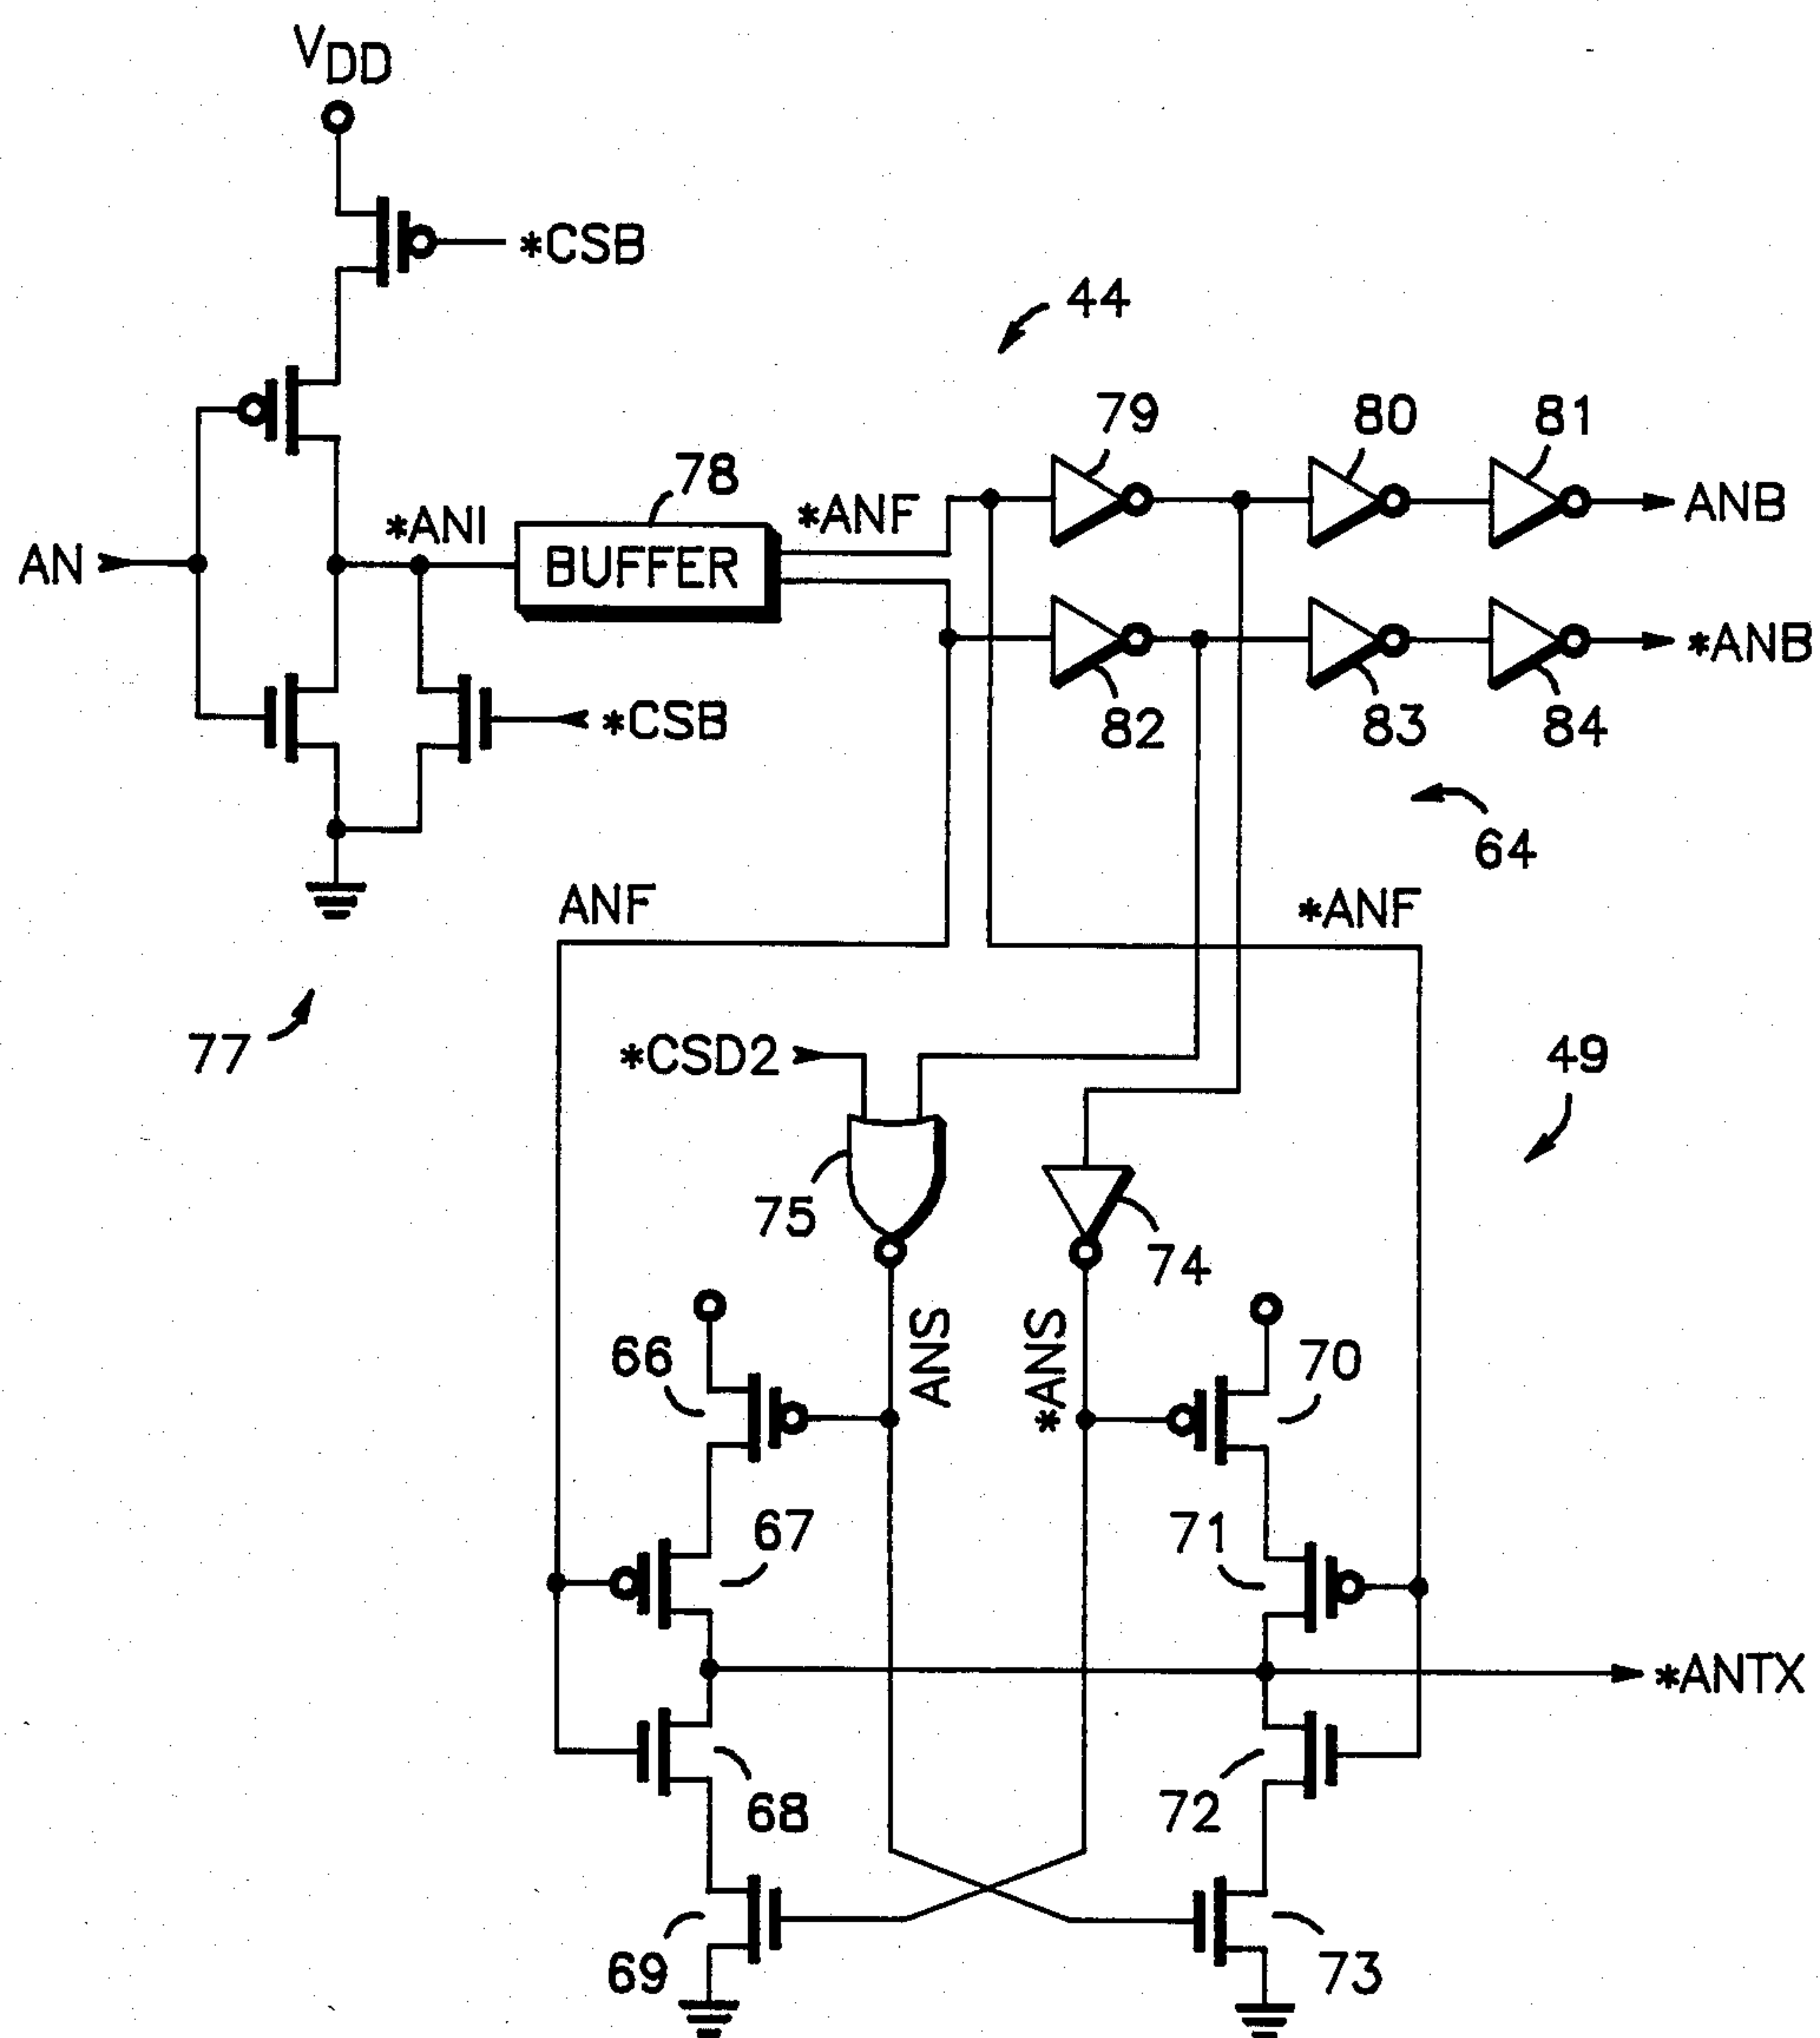 VDD
*CSB
44
79
80
81
78
*ANI
*ANF
ANB
AN
BUFFER
*ANB
*CSB
82
83
84
64
ANF
*ANF
77
*CSD2
49
75
74
66
ANS
*ANS
70
67
71
*ANTX
68
72
69
73